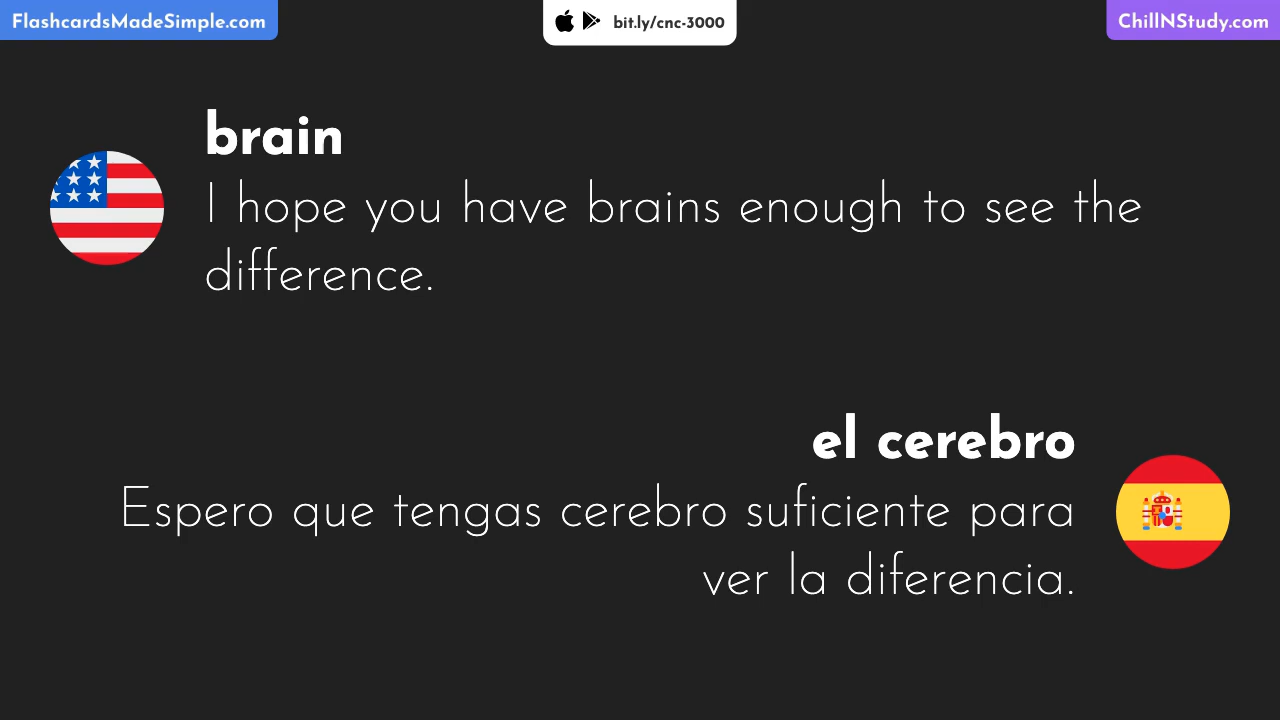 FlashcardsMadeSimple.com
bit.ly/cnc-3000
ChillNStudy.com
brain
I hope you have brains enough to see the
difference.
el cerebro
Espero que tengas cerebro suficiente para
ver la diferencia.